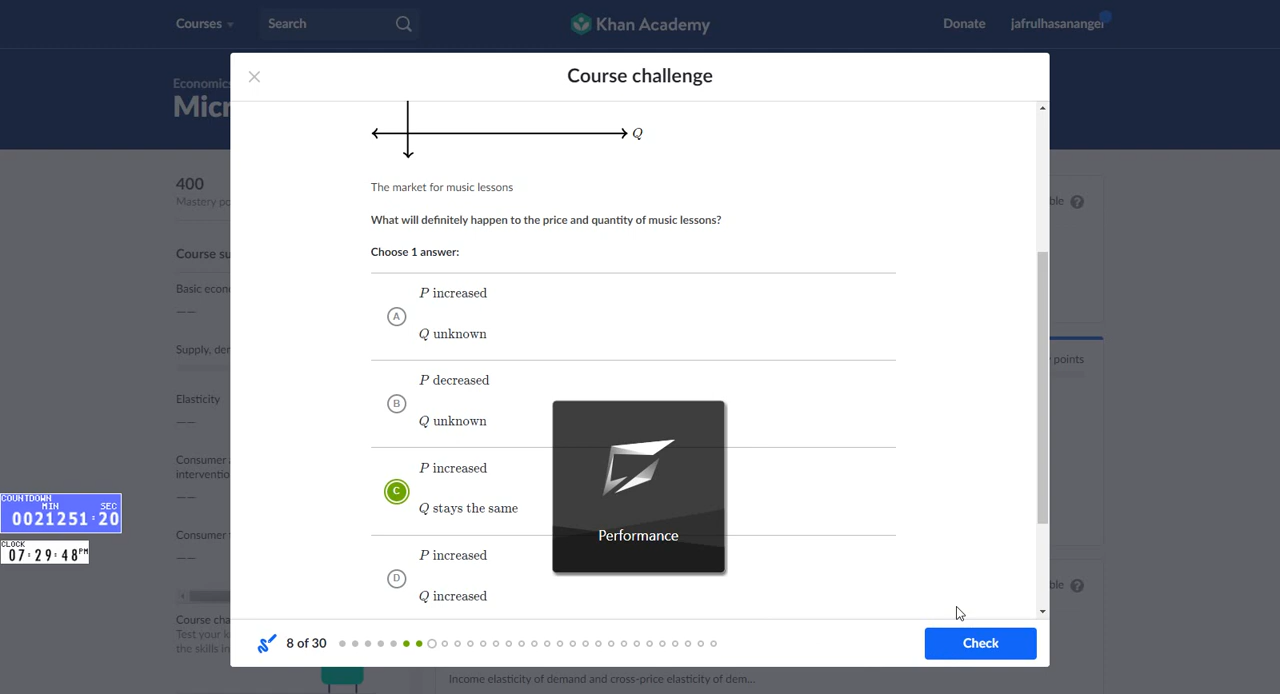 Courses
Search
Khan Academy
Donate
jafrulhasanangel
Economics
Micr
Course challenge
400
Mastery po
ble
Q
The market for music lessons
What will definitely happen to the price and quantity of music lessons?
Choose 1 answer:
Course su
Basic econ
Supply, der
Elasticity
Consumer
interventio
Consumer
points
ble
A
P increased
Q unknown
B
P decreased
Q unknown
C
P increased
Q stays the same
D
P increased
Q increased
Performance
COUNTDOWN
MIN SEC
0021251:20
CLOCK
07:29:48PM
Course cha
Test your k
the skills in
8 of 30
Check
Income elasticity of demand and cross-price elasticity of dem...